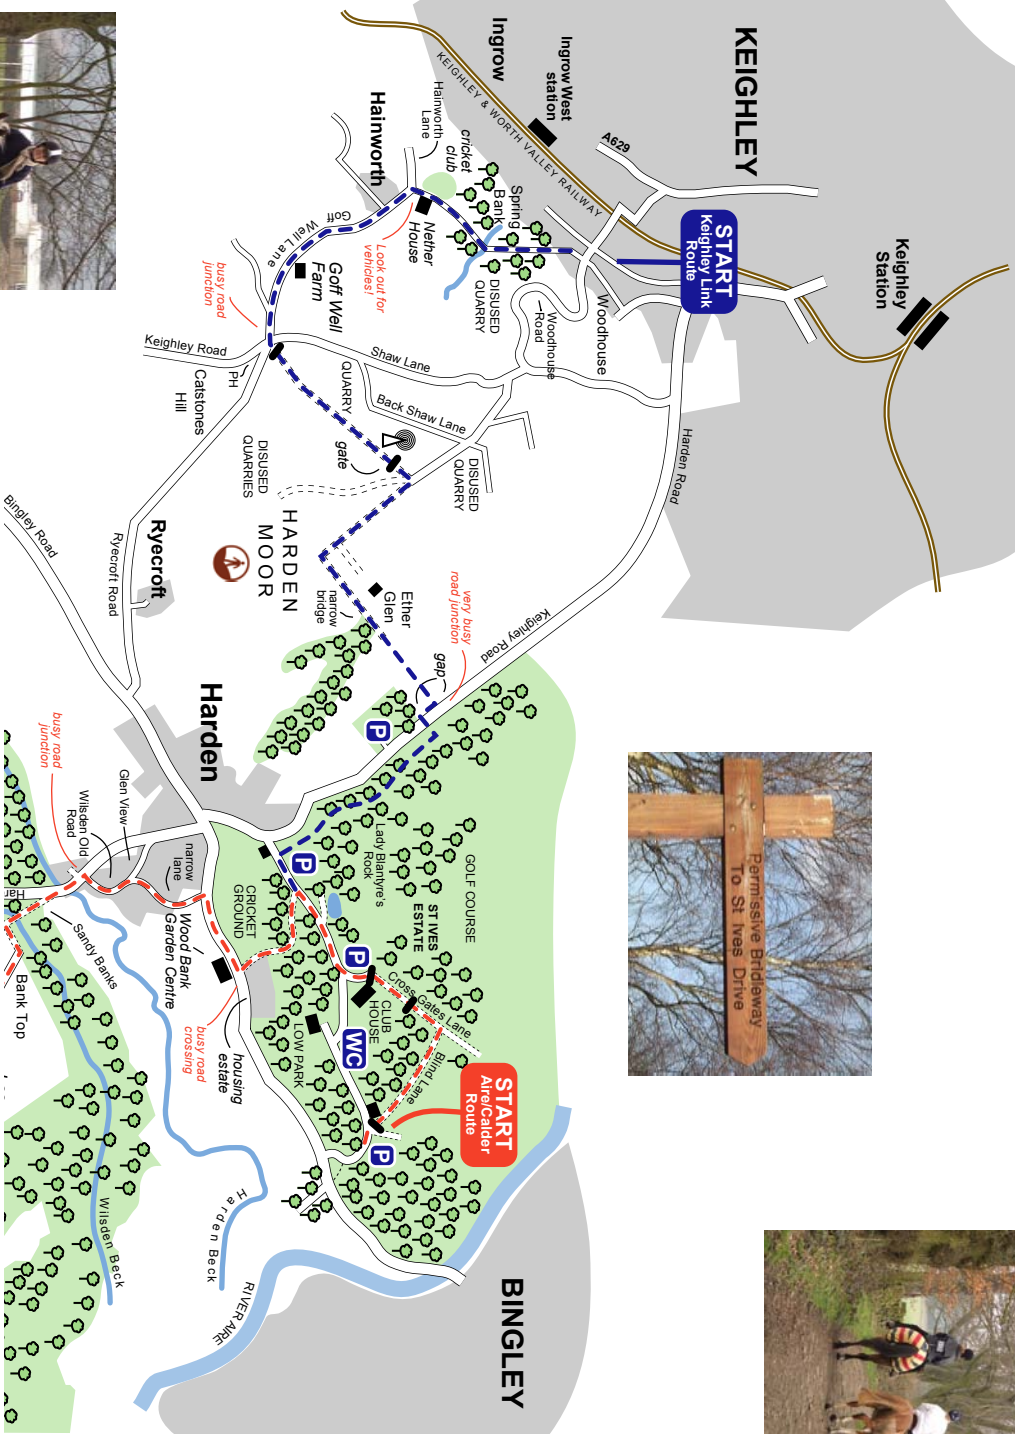 KEIGHLEY
Ingrow
Ingrow West
station
KEIGHLEY & WORTH VALLEY RAILWAY
A629
Keighley
Station
START
Keighley Link
Route
Hainworth
Hainworth
Lane
cricket
club
Spring
Bank
Nether
House
Look out for
vehicles!
Goff Well Lane
Goff Well
Farm
busy road
junction
DISUSED
QUARRY
Woodhouse
Road
Woodhouse
Keighley Road
PH
Catstones
Hill
Shaw Lane
QUARRY
Back Shaw Lane
gate
DISUSED
QUARRIES
DISUSED
QUARRY
Harden Road
HARDEN
MOOR
Bingley Road
Ryecroft
Ryecroft Road
Ether
Glen
narrow
bridge
very busy
road junction
gap
Keighley Road
P
Harden
busy road
junction
Glen View
Wilsden Old
Road
narrow
lane
Har
Sandy Banks
Bank Top
Wood Bank
Garden Centre
busy road
crossing
housing
estate
CRICKET
GROUND
P
Lady Blantyre's
Rock
ST IVES
ESTATE
GOLF COURSE
P
Cross Gates Lane
CLUB
HOUSE
WC
LOW PARK
Blind Lane
START
Aire/Calder
Route
P
Harden Beck
Wilsden Beck
RIVER AIRE
BINGLEY
Permissive Bridleway
To St Ives Drive